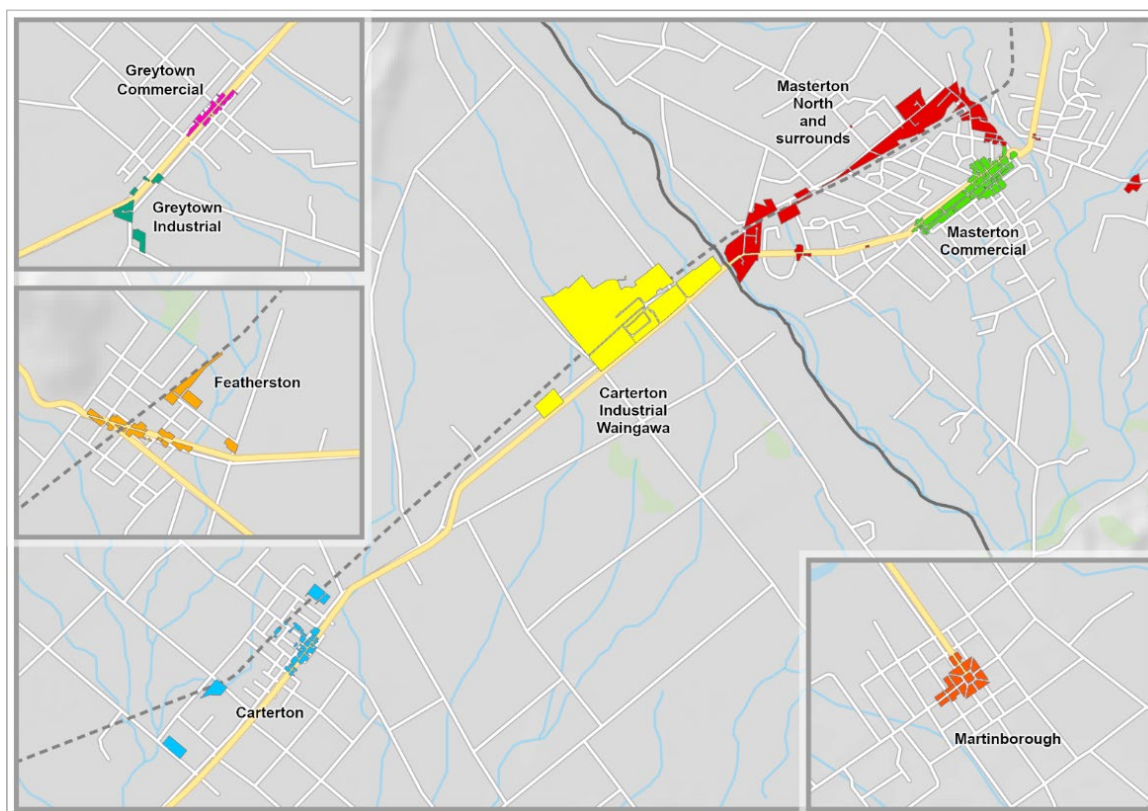 Greytown
Commercial
Greytown
Industrial
Masterton
North
and
surrounds
Masterton
Commercial
Featherston
Carterton
Industrial
Waingawa
Carterton
Martinborough